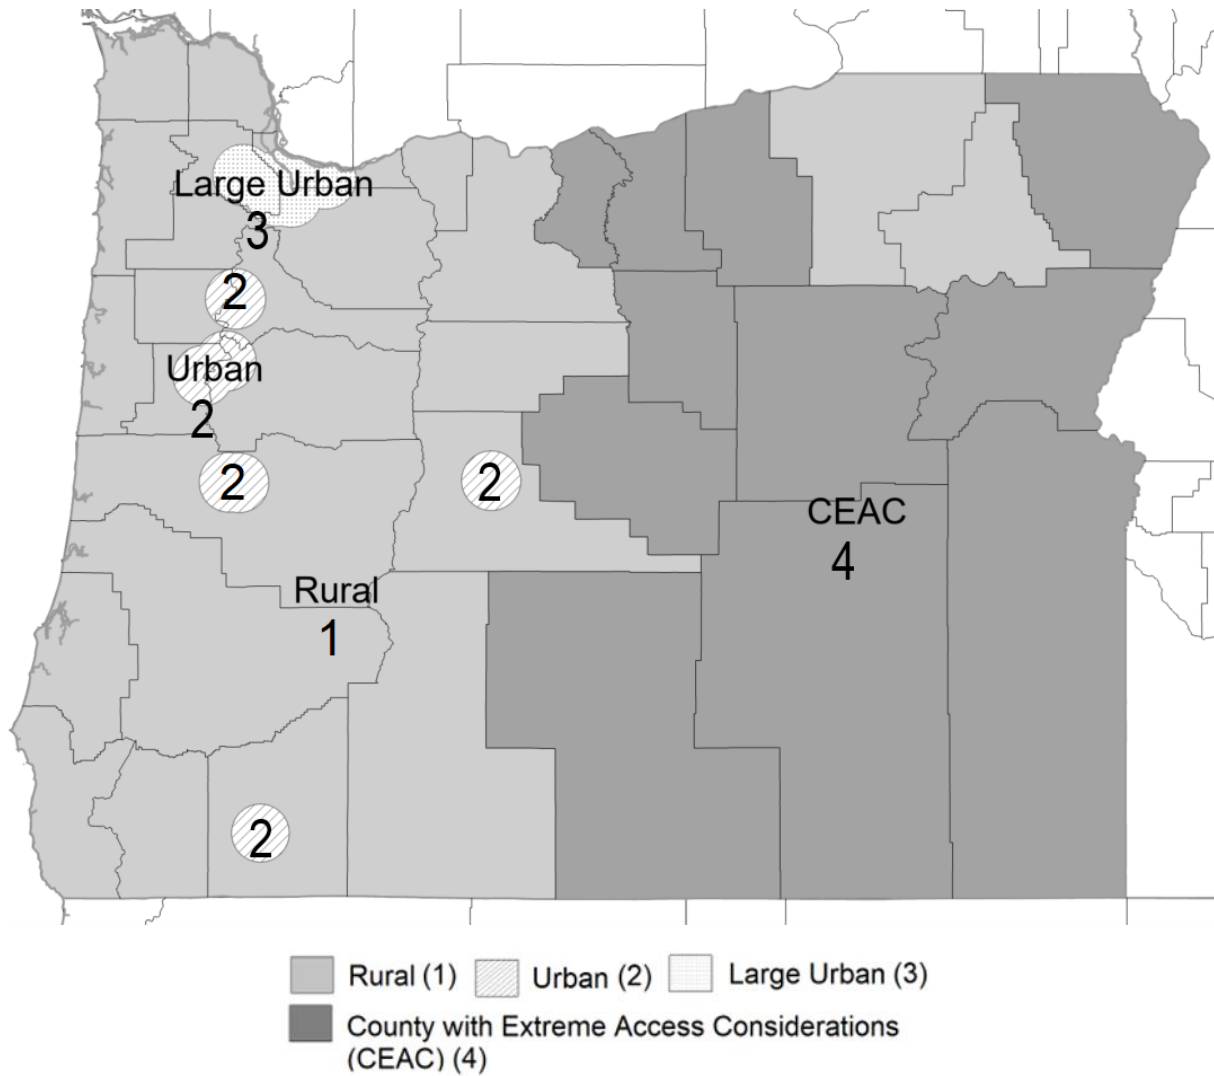 Large Urban
3
2
Urban
2
2
2
CEAC
4
Rural
1
2
Rural (1)
Urban (2)
Large Urban (3)
County with Extreme Access Considerations
(CEAC) (4)